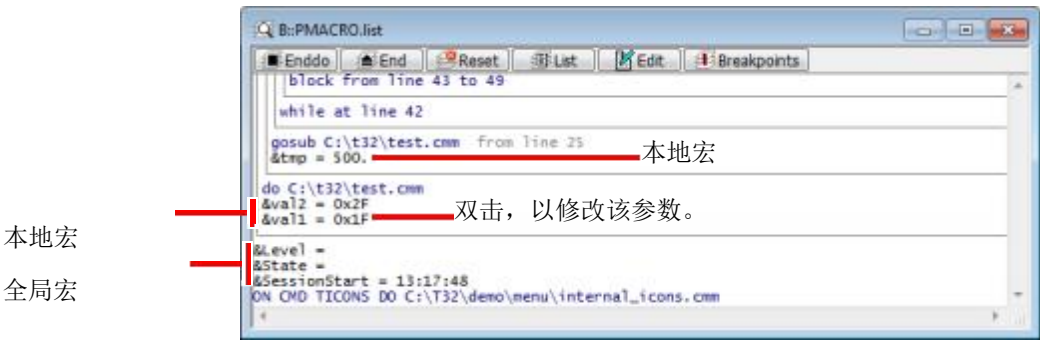 B::PMACRO.list
Enddo End Reset List Edit Breakpoints
block from line 43 to 49
while at line 42
gosub C:\t32\test.cmm from line 25
&tmp = 500.
本地宏
do C:\t32\test.cmm
&val2 = 0x2F
&val1 = 0x1F
双击，以修改该参数。
本地宏
全局宏
&Level =
&State =
&SessionStart = 13:17:48
ON CMD TICONS DO C:\T32\demo\menu\internal_icons.cmm